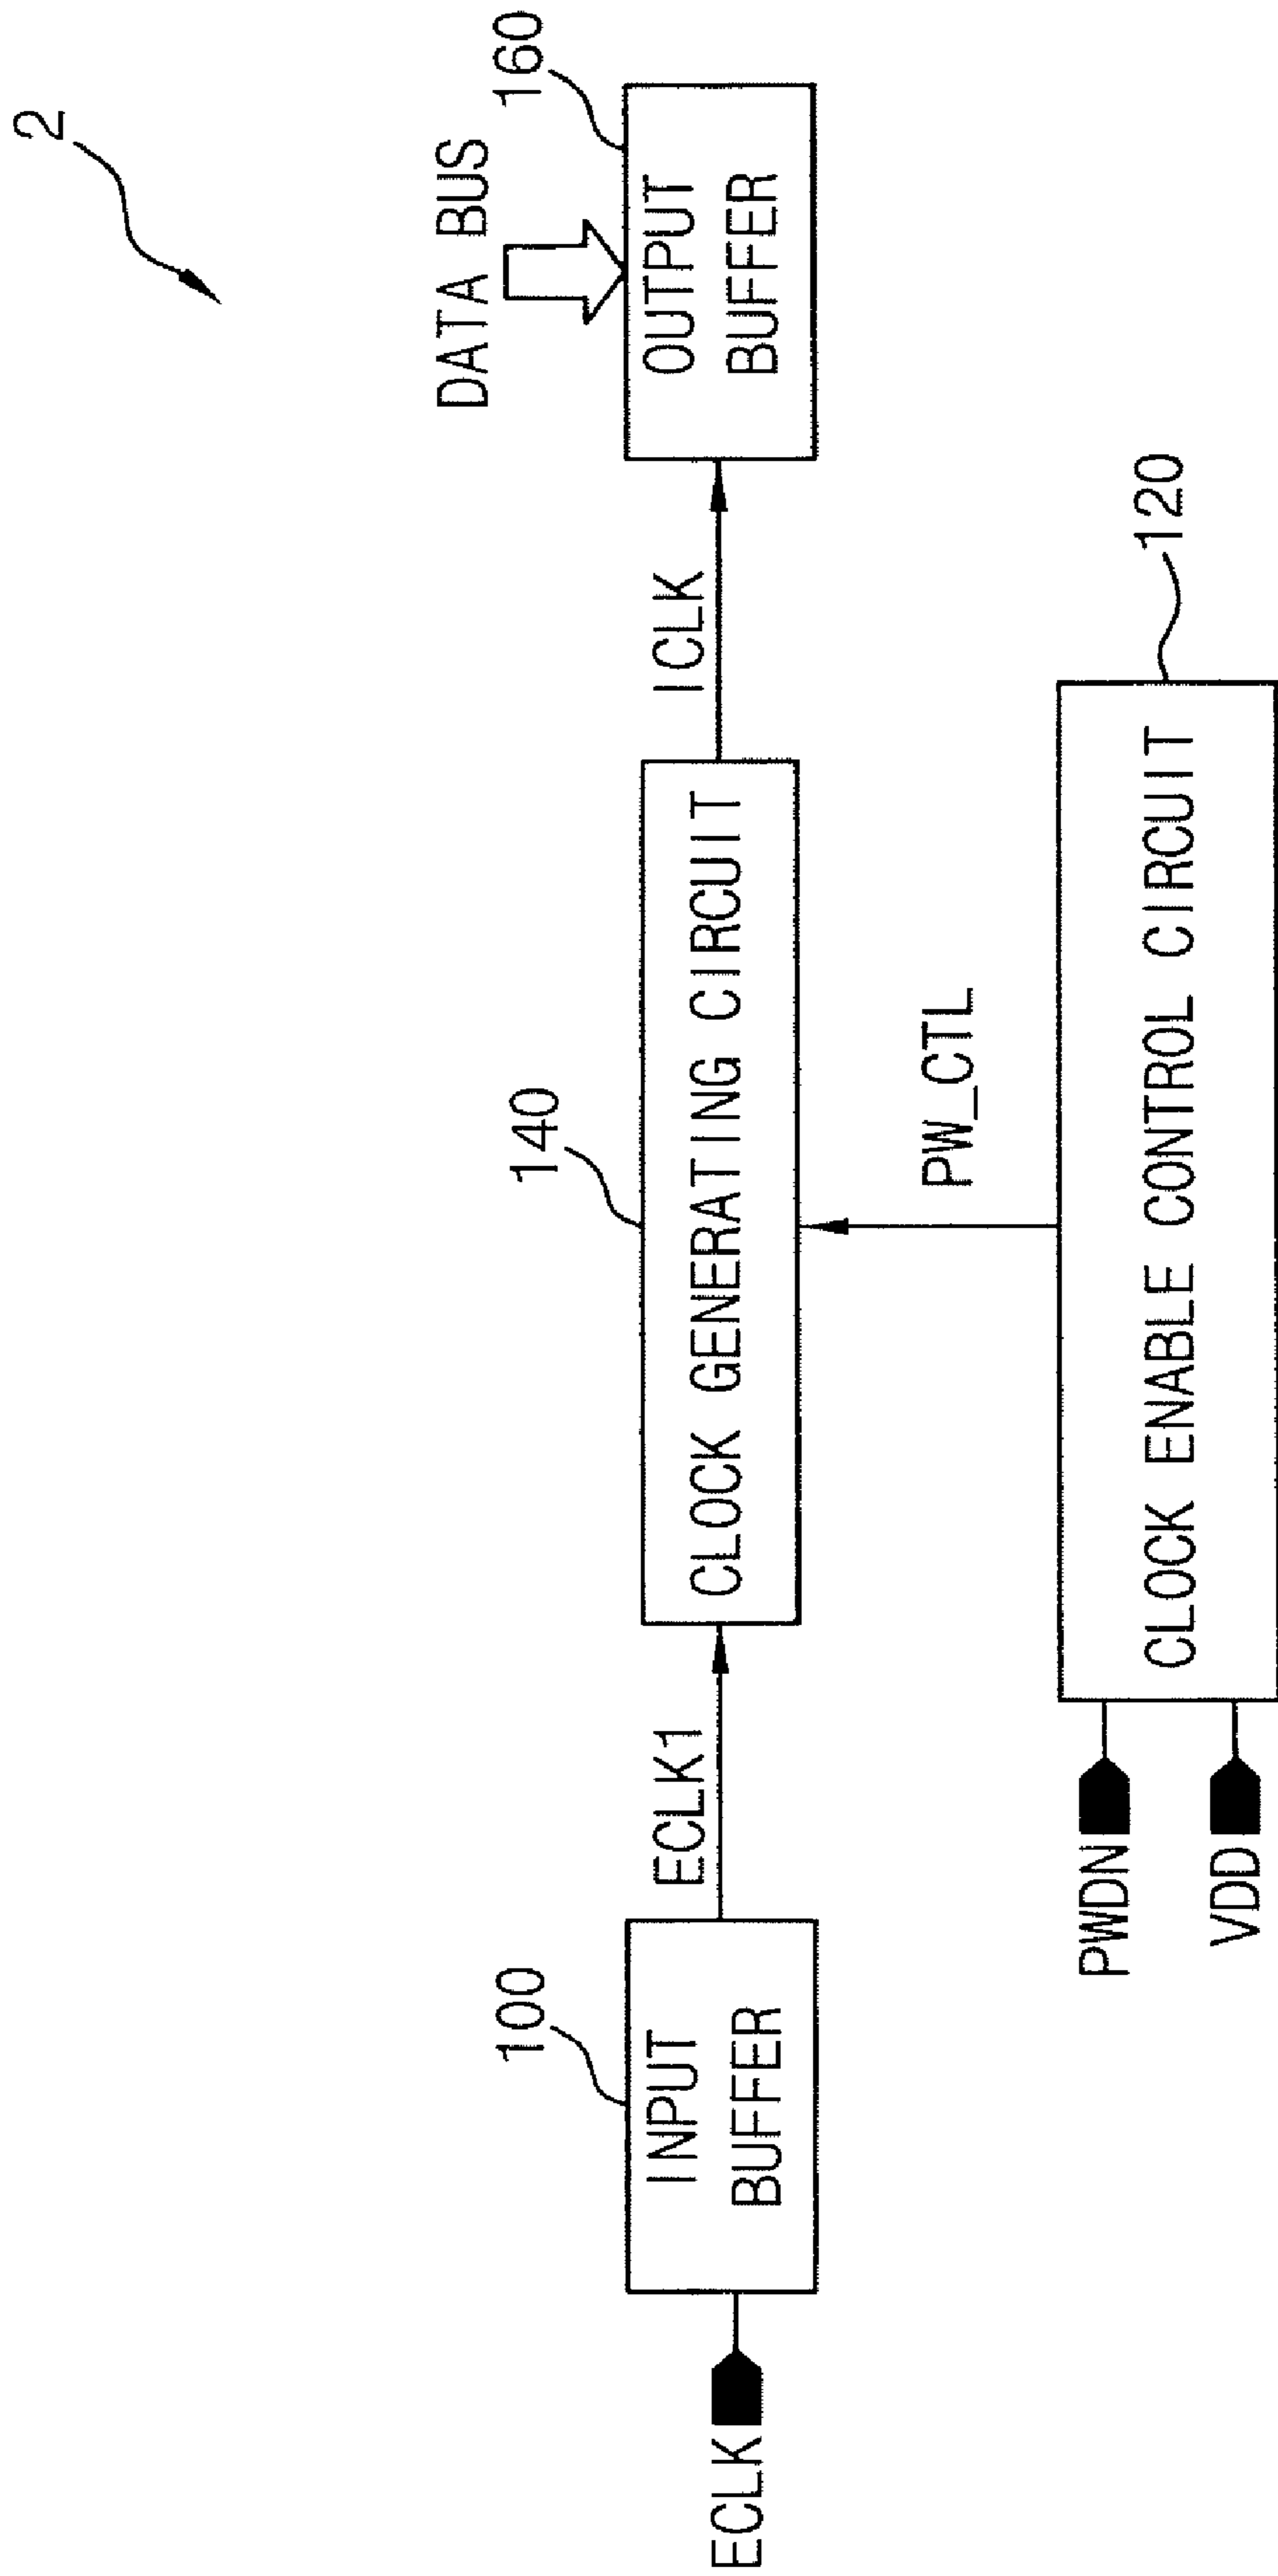 2
DATA BUS
160
OUTPUT
BUFFER
ICLK
140
CLOCK GENERATING CIRCUIT
ECLK1
100
INPUT
BUFFER
ECLK
PW_CTL
120
CLOCK ENABLE CONTROL CIRCUIT
PWDN
VDD